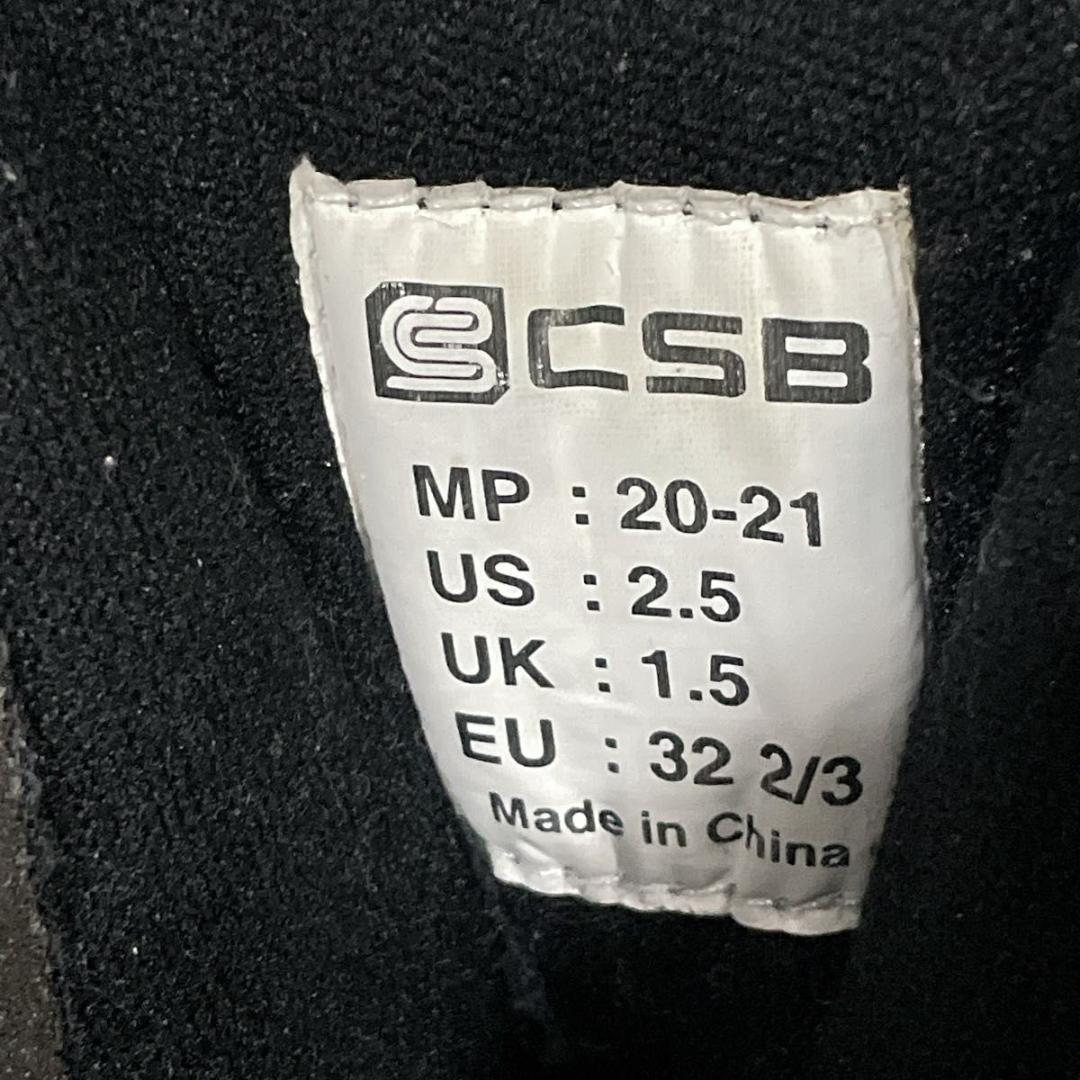 CSB
MP : 20-21
US : 2.5
UK : 1.5
EU : 32 2/3
Made in China